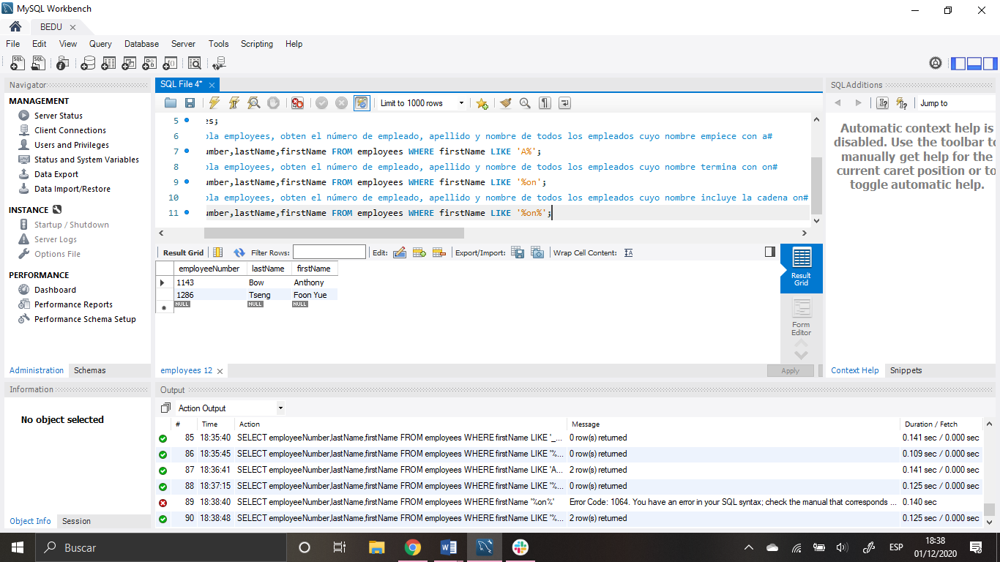 MySQL Workbench
BEDU
File Edit View Query Database Server Tools Scripting Help
Navigator
MANAGEMENT
Server Status
Client Connections
Users and Privileges
Status and System Variables
Data Export
Data Import/Restore
INSTANCE
Startup / Shutdown
Server Logs
Options File
PERFORMANCE
Dashboard
Performance Reports
Performance Schema Setup
Administration Schemas
Information
No object selected
Object Info Session
SQL File 4*
Limit to 1000 rows
5 es;
6 ola employees, obten el número de empleado, apellido y nombre de todos los empleados cuyo nombre empiece con a#
7 umber,lastName,firstName FROM employees WHERE firstName LIKE 'A%';
8 ola employees, obten el número de empleado, apellido y nombre de todos los empleados cuyo nombre termina con on#
9 umber,lastName,firstName FROM employees WHERE firstName LIKE '%on';
10 ola employees, obten el número de empleado, apellido y nombre de todos los empleados cuyo nombre incluye la cadena on#
11 umber,lastName,firstName FROM employees WHERE firstName LIKE '%on%';
Result Grid Filter Rows: Edit: Export/Import: Wrap Cell Content:
employeeNumber lastName firstName
1143 Bow Anthony
1286 Tseng Foon Yue
NULL NULL NULL
Result Grid
Form Editor
employees 12
Apply
SQLAdditions
Jump to
Automatic context help is
disabled. Use the toolbar to
manually get help for the
current caret position or to
toggle automatic help.
Context Help Snippets
Output
Action Output
# Time Action Message Duration / Fetch
85 18:35:40 SELECT employeeNumber,lastName,firstName FROM employees WHERE firstName LIKE '_... 0 row(s) returned 0.141 sec / 0.000 sec
86 18:35:45 SELECT employeeNumber,lastName,firstName FROM employees WHERE firstName LIKE '%... 0 row(s) returned 0.109 sec / 0.000 sec
87 18:36:41 SELECT employeeNumber,lastName,firstName FROM employees WHERE firstName LIKE 'A... 2 row(s) returned 0.141 sec / 0.000 sec
88 18:37:15 SELECT employeeNumber,lastName,firstName FROM employees WHERE firstName LIKE '%... 0 row(s) returned 0.125 sec / 0.000 sec
89 18:38:40 SELECT employeeNumber,lastName,firstName FROM employees WHERE firstName '%on%' Error Code: 1064. You have an error in your SQL syntax; check the manual that corresponds ... 0.140 sec
90 18:38:48 SELECT employeeNumber,lastName,firstName FROM employees WHERE firstName LIKE '%... 2 row(s) returned 0.125 sec / 0.000 sec
Buscar
ESP
18:38
01/12/2020